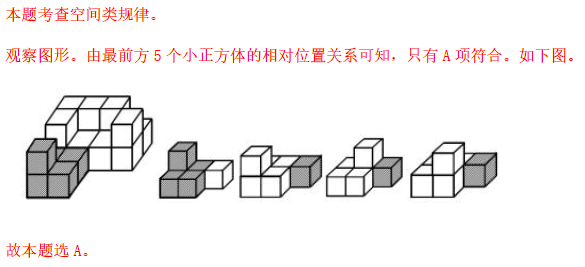 本题考查空间类规律。
观察图形。由最前方5个小正方体的相对位置关系可知，只有A项符合。如下图。
故本题选A。